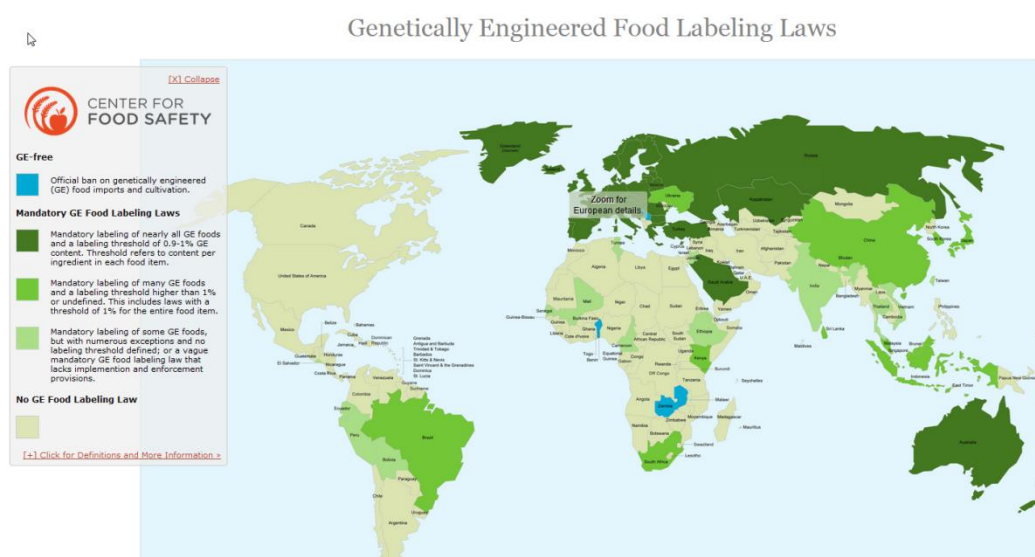 Genetically Engineered Food Labeling Laws
[X] Collapse
CENTER FOR
FOOD SAFETY
GE-free
Official ban on genetically engineered
(GE) food imports and cultivation.
Mandatory GE Food Labeling Laws
Mandatory labeling of nearly all GE foods
and a labeling threshold of 0.9-1% GE
content. Threshold refers to content per
ingredient in each food item.
Mandatory labeling of many GE foods
and a labeling threshold higher than 1%
or undefined. This includes laws with a
threshold of 1% for the entire food item.
Mandatory labeling of some GE foods,
but with numerous exceptions and no
labeling threshold defined; or a vague
mandatory GE food labeling law that
lacks implemention and enforcement
provisions.
No GE Food Labeling Law
[+] Click for Definitions and More Information »
Zoom for
European details
Canada
United States of America
Mexico
Belize
Bahamas
Cuba
Jamaica
Haiti
Dominican
Republic
Grenada
Antigua and Barbuda
Trinidad & Tobago
Barbados
St. Kitts & Nevis
Saint Vincent & the Grenadines
Dominica
St. Lucia
Guatemala
Honduras
El Salvador
Nicaragua
Costa Rica
Panama
Venezuela
Guyana
Suriname
Colombia
Ecuador
Peru
Brazil
Bolivia
Paraguay
Chile
Uruguay
Argentina
Russia
Ukraine
Kazakhstan
Mongolia
Uzbekistan
Kyrgyzstan
Turkmenistan
Tajikistan
North Korea
South Korea
Japan
China
Turkey
Cyprus
Syria
Lebanon
Israel
Iraq
Iran
Afghanistan
Pakistan
Kuwait
Qatar
U.A.E.
Saudi Arabia
Oman
Yemen
Nepal
Bhutan
India
Bangladesh
Myanmar
Laos
Thailand
Vietnam
Cambodia
Taiwan
Philippines
Sri Lanka
Maldives
Malaysia
Brunei
Singapore
Indonesia
East Timor
Papua New Guinea
Australia
Morocco
Tunisia
Algeria
Libya
Egypt
Mauritania
Mali
Niger
Chad
Sudan
Eritrea
Djibouti
Senegal
Guinea-Bissau
Guinea
Burkina Faso
Liberia
Cote d'Ivoire
Ghana
Togo
Benin
Nigeria
Cameroon
Central
African Republic
South
Sudan
Ethiopia
Somalia
Equatorial
Guinea
Gabon
Congo
DR Congo
Uganda
Kenya
Rwanda
Burundi
Tanzania
Seychelles
Angola
Zambia
Malawi
Zimbabwe
Mozambique
Madagascar
Mauritius
Namibia
Botswana
Swaziland
Lesotho
South Africa